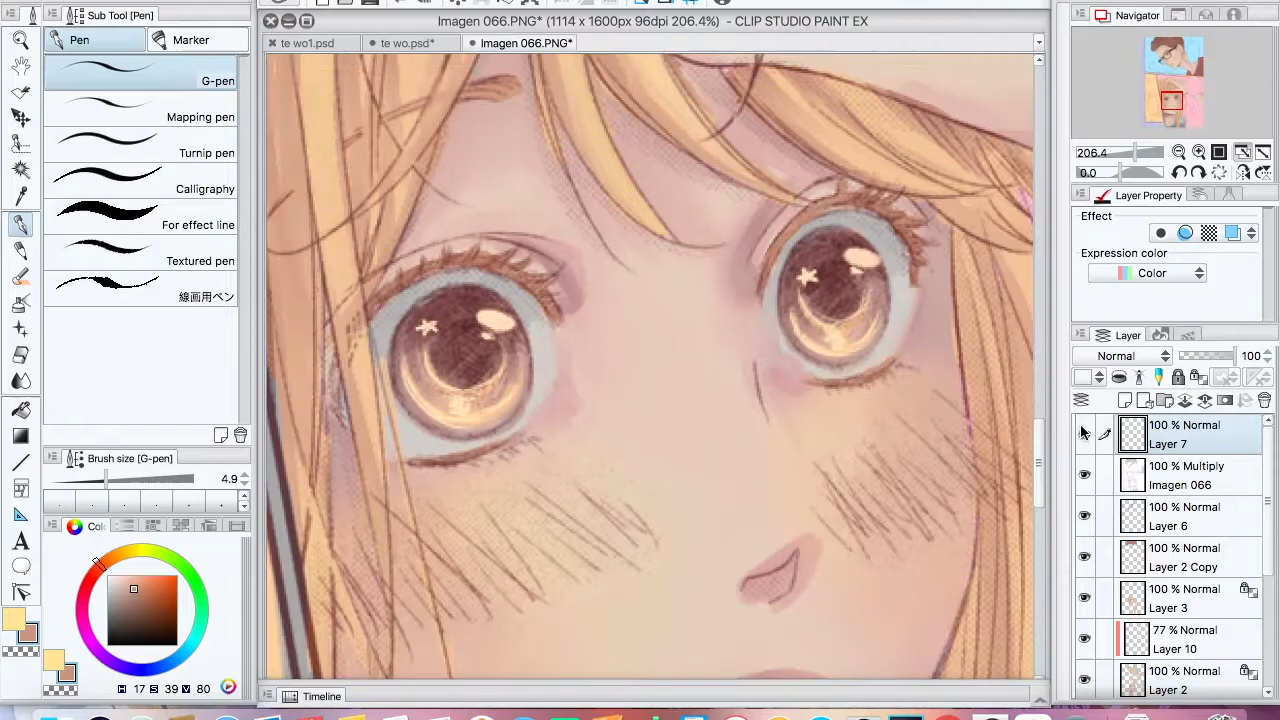 Sub Tool [Pen]
Pen
Marker
G-pen
Mapping pen
Turnip pen
Calligraphy
For effect line
Textured pen
線画用ペン
Brush size [G-pen]
4.9
Co
H 17 S 39 V 80
Imagen 066.PNG* (1114 x 1600px 96dpi 206.4%) - CLIP STUDIO PAINT EX
te wo1.psd
te wo.psd*
Imagen 066.PNG*
Timeline
Navigator
206.4
0.0
Layer Property
Effect
Expression color
Color
Layer
Normal
100
100 % Normal
Layer 7
100 % Multiply
Imagen 066
100 % Normal
Layer 6
100 % Normal
Layer 2 Copy
100 % Normal
Layer 3
77 % Normal
Layer 10
100 % Normal
Layer 2
A